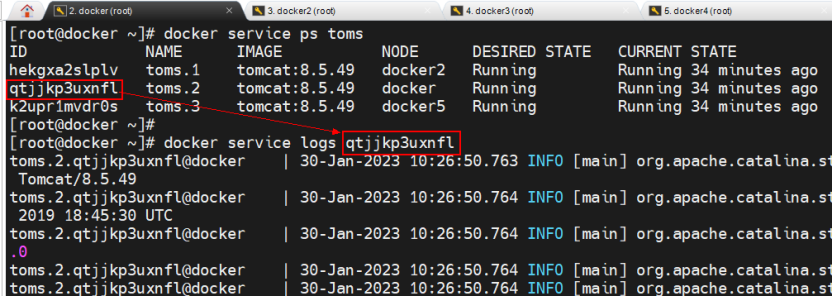 2. docker (root) 3. docker2 (root) 4. docker3 (root) 5. docker4 (root)
[root@docker ~]# docker service ps toms
ID NAME IMAGE NODE DESIRED STATE CURRENT STATE
hekgxa2slplv toms.1 tomcat:8.5.49 docker2 Running Running 34 minutes ago
qtjjkp3uxnfl toms.2 tomcat:8.5.49 docker Running Running 34 minutes ago
k2upr1mvdr0s toms.3 tomcat:8.5.49 docker5 Running Running 34 minutes ago
[root@docker ~]#
[root@docker ~]# docker service logs qtjjkp3uxnfl
toms.2.qtjjkp3uxnfl@docker | 30-Jan-2023 10:26:50.763 INFO [main] org.apache.catalina.st
Tomcat/8.5.49
toms.2.qtjjkp3uxnfl@docker | 30-Jan-2023 10:26:50.764 INFO [main] org.apache.catalina.st
2019 18:45:30 UTC
toms.2.qtjjkp3uxnfl@docker | 30-Jan-2023 10:26:50.764 INFO [main] org.apache.catalina.st
.0
toms.2.qtjjkp3uxnfl@docker | 30-Jan-2023 10:26:50.764 INFO [main] org.apache.catalina.st
toms.2.qtjjkp3uxnfl@docker | 30-Jan-2023 10:26:50.764 INFO [main] org.apache.catalina.st